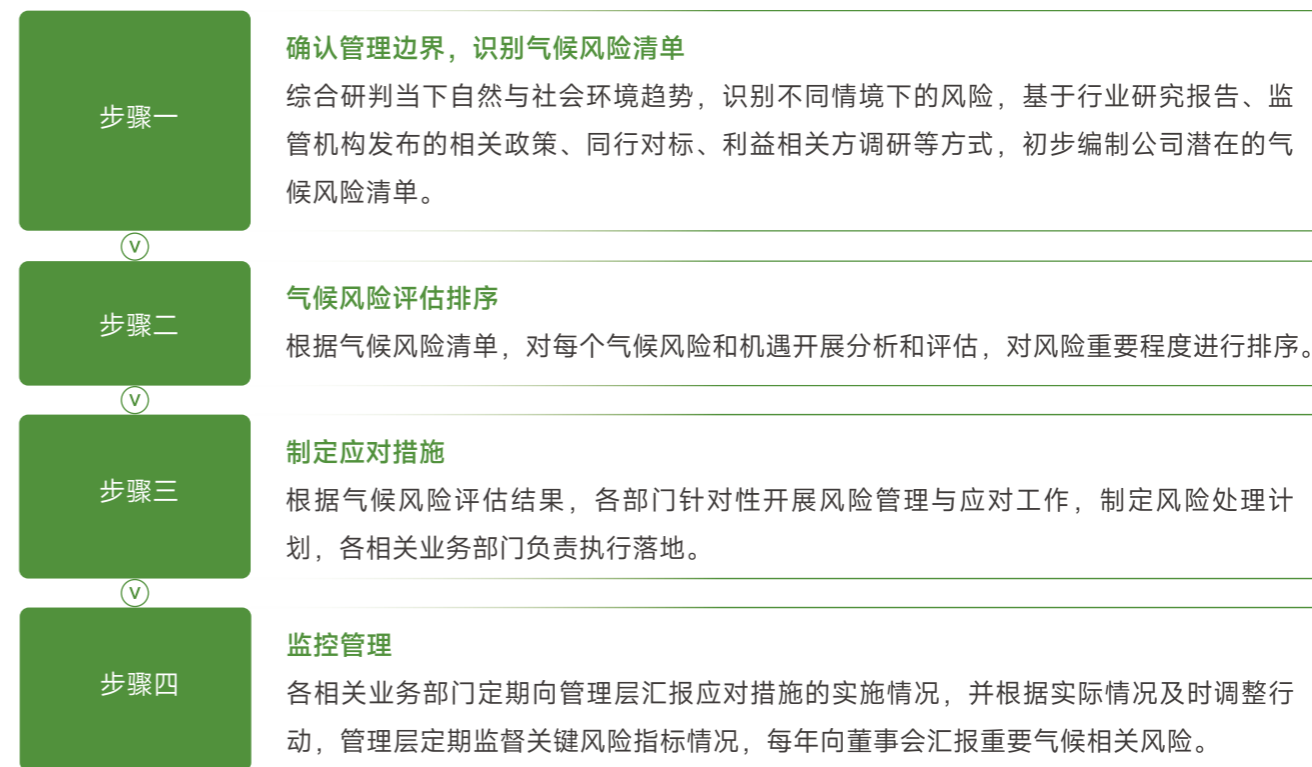 步骤一
确认管理边界，识别气候风险清单
综合研判当下自然与社会环境趋势，识别不同情境下的风险，基于行业研究报告、监
管机构发布的相关政策、同行对标、利益相关方调研等方式，初步编制公司潜在的气
候风险清单。
步骤二
气候风险评估排序
根据气候风险清单，对每个气候风险和机遇开展分析和评估，对风险重要程度进行排序。
步骤三
制定应对措施
根据气候风险评估结果，各部门针对性开展风险管理与应对工作，制定风险处理计
划，各相关业务部门负责执行落地。
步骤四
监控管理
各相关业务部门定期向管理层汇报应对措施的实施情况，并根据实际情况及时调整行
动，管理层定期监督关键风险指标情况，每年向董事会汇报重要气候相关风险。